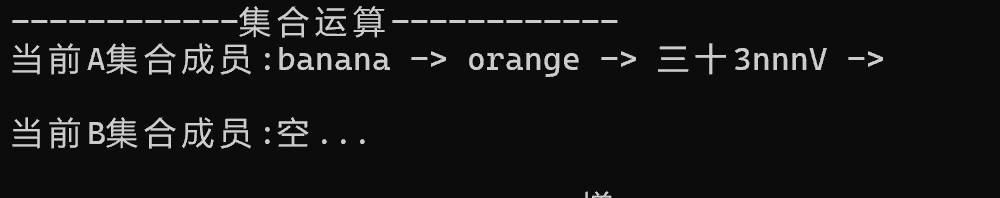 ------------集合运算------------
当前A集合成员:banana -> orange -> 三十3nnnV ->
当前B集合成员:空...